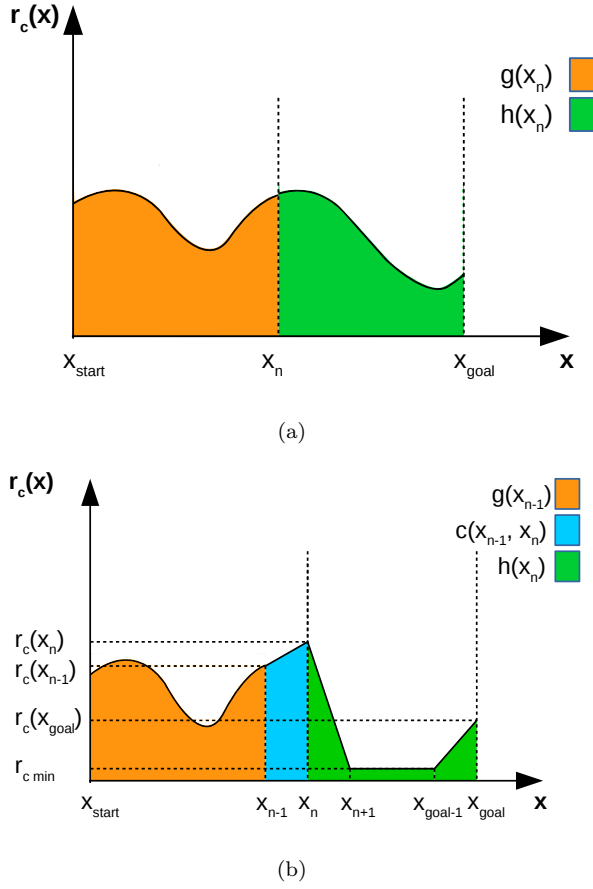 r_c(x)
g(x_n)
h(x_n)
x_start x_n x_goal x
(a)
r_c(x)
g(x_n-1)
c(x_n-1, x_n)
h(x_n)
r_c(x_n)
r_c(x_n-1)
r_c(x_goal)
r_c min
x_start x_n-1 x_n x_n+1 x_goal-1 x_goal x
(b)